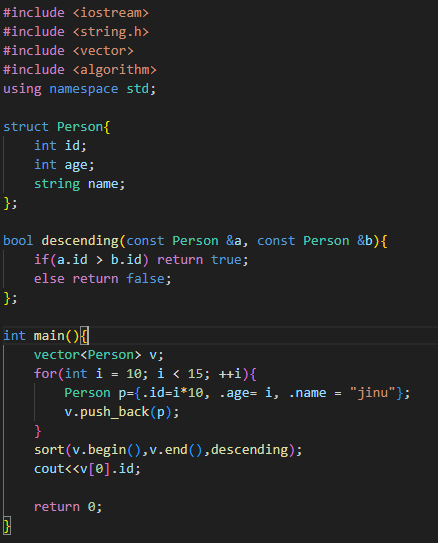 #include <iostream>
#include <string.h>
#include <vector>
#include <algorithm>
using namespace std;

struct Person{
    int id;
    int age;
    string name;
};

bool descending(const Person &a, const Person &b){
    if(a.id > b.id) return true;
    else return false;
};

int main(){
    vector<Person> v;
    for(int i = 10; i < 15; ++i){
        Person p={.id=i*10, .age= i, .name = "jinu"};
        v.push_back(p);
    }
    sort(v.begin(),v.end(),descending);
    cout<<v[0].id;

    return 0;
}